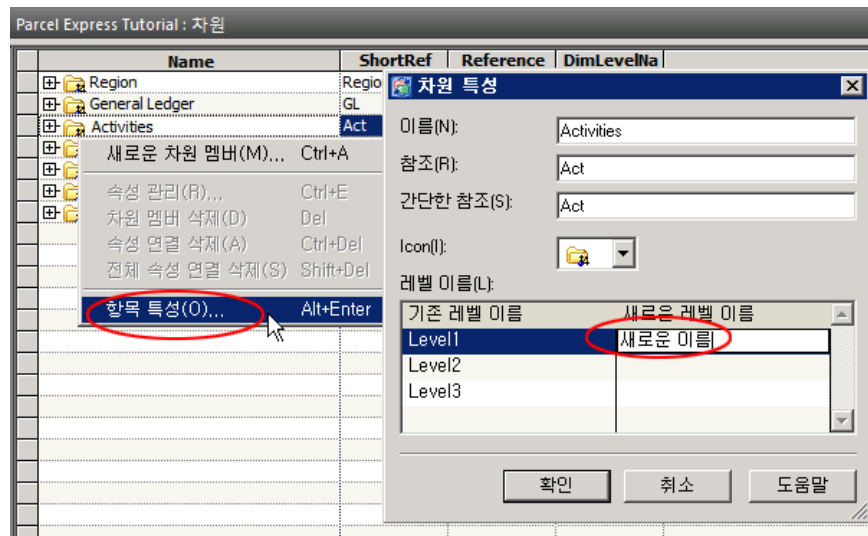 Parcel Express Tutorial : 차원
Name ShortRef Reference DimLevelNa
Region Regio
General Ledger GL
Activities Act
새로운 차원 멤버(M)... Ctrl+A
속성 관리(R)... Ctrl+E
차원 멤버 삭제(D) Del
속성 연결 삭제(A) Ctrl+Del
전체 속성 연결 삭제(S) Shift+Del
항목 특성(O)... Alt+Enter
차원 특성
이름(N): Activities
참조(R): Act
간단한 참조(S): Act
Icon(I):
레벨 이름(L):
기존 레벨 이름 새로운 레벨 이름
Level1 새로운 이름
Level2
Level3
확인 취소 도움말